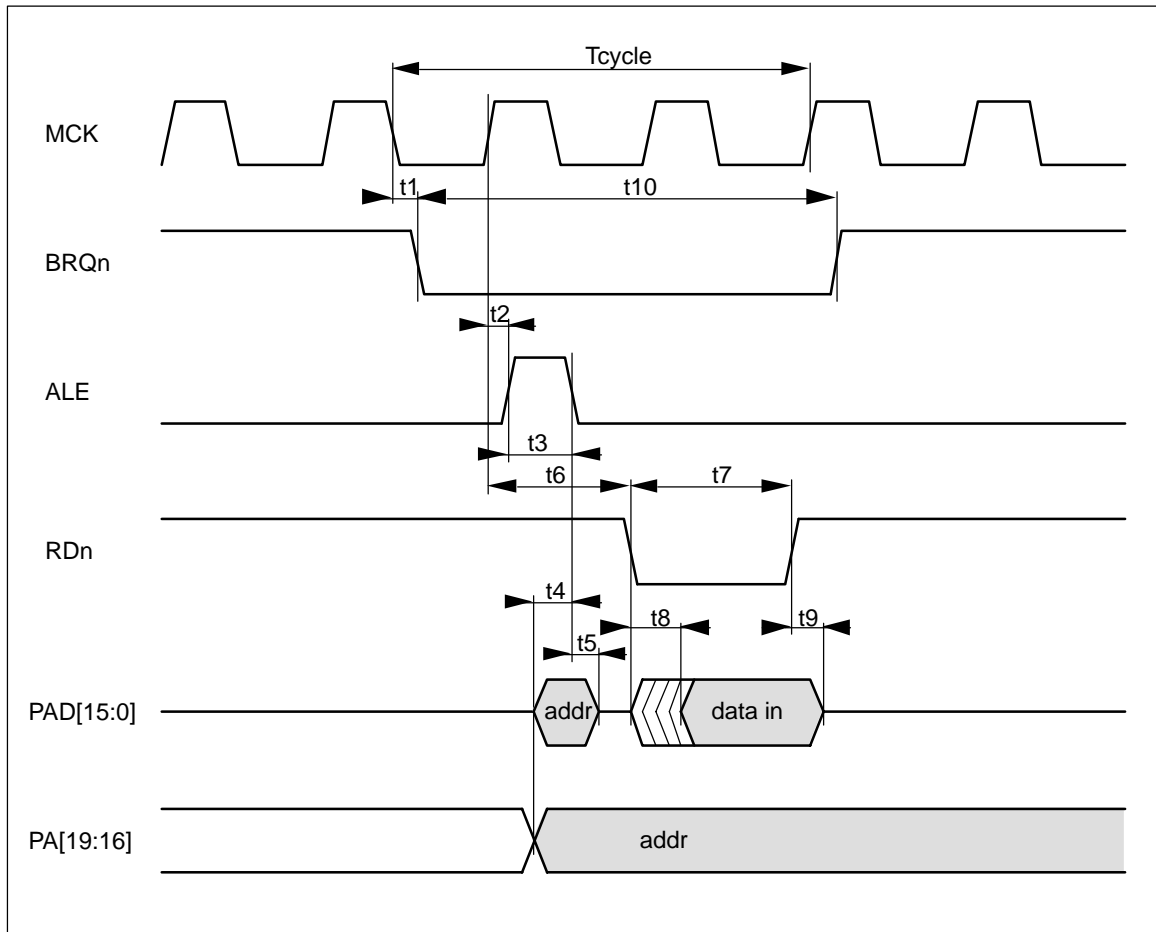 Tcycle
MCK
t1 t10
BRQn
t2
ALE
t3
t6 t7
RDn
t4
t8 t9
t5
PAD[15:0] addr data in
PA[19:16] addr